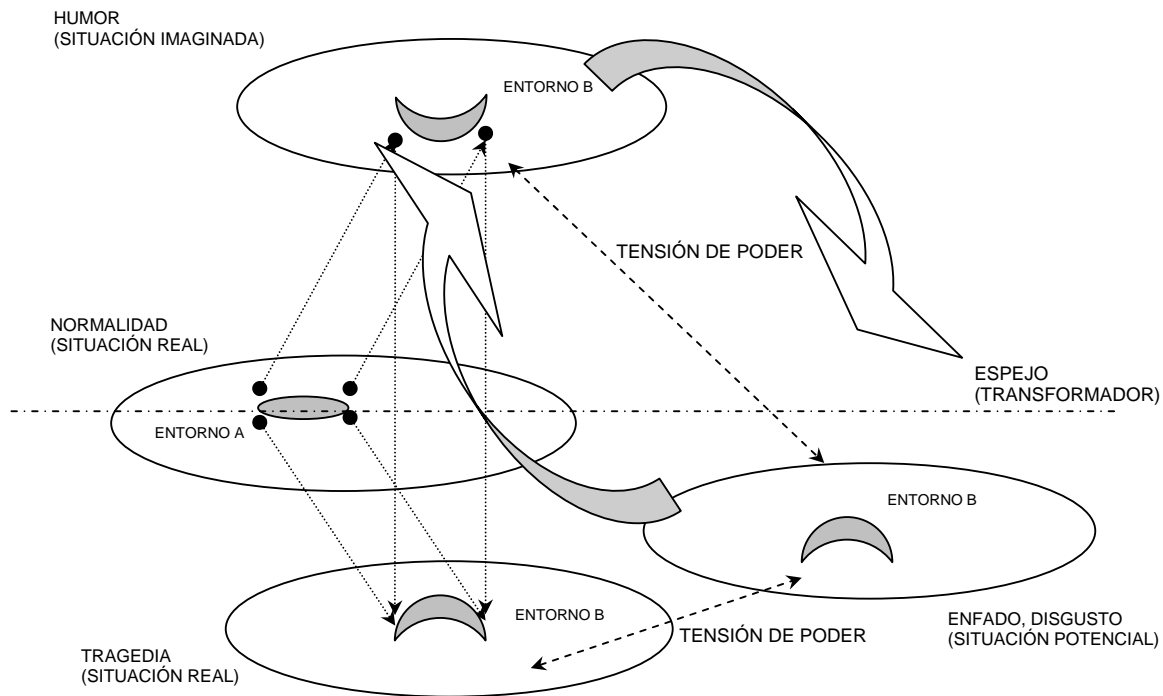 HUMOR
(SITUACIÓN IMAGINADA)
ENTORNO B
TENSIÓN DE PODER
NORMALIDAD
(SITUACIÓN REAL)
ESPEJO
(TRANSFORMADOR)
ENTORNO A
ENTORNO B
ENTORNO B
ENFADO, DISGUSTO
(SITUACIÓN POTENCIAL)
TENSIÓN DE PODER
TRAGEDIA
(SITUACIÓN REAL)